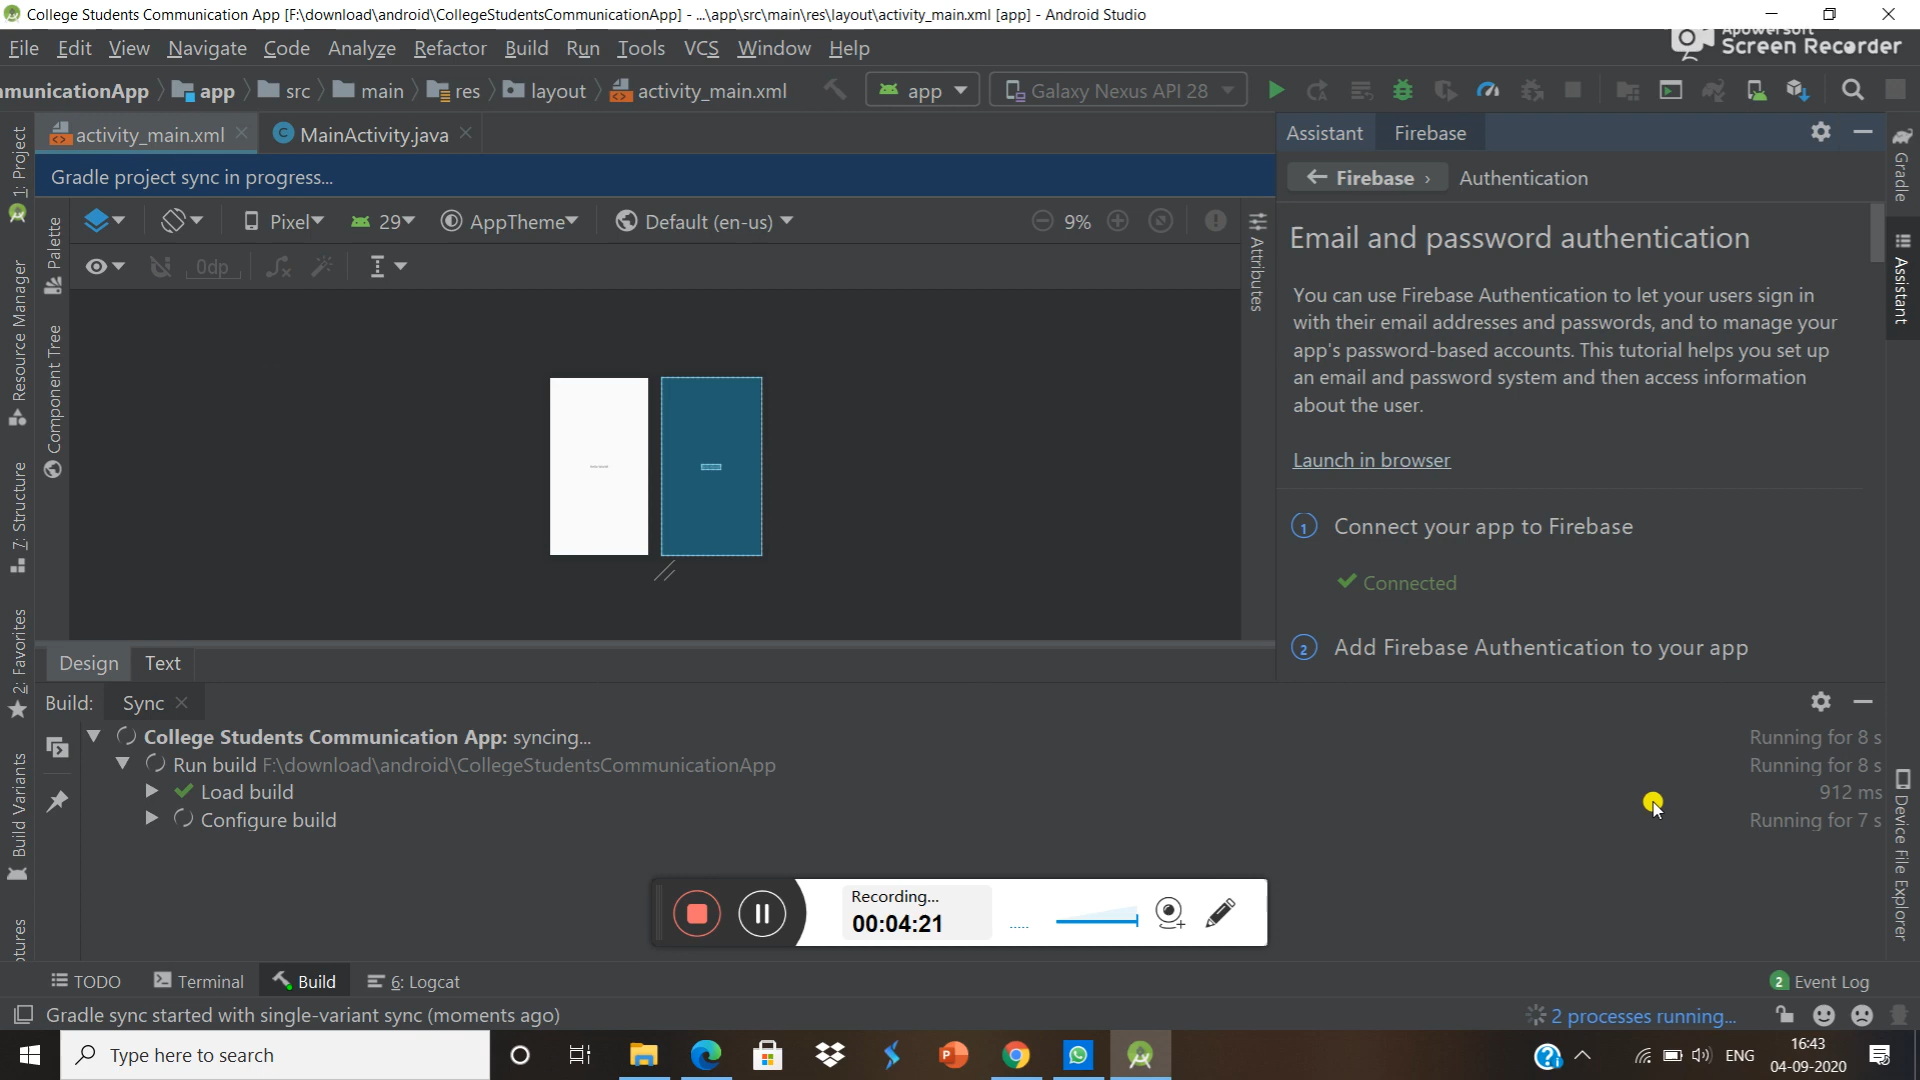 College Students Communication App [F:\download\android\CollegeStudentsCommunicationApp] - ...\app\src\main\res\layout\activity_main.xml [app] - Android Studio
File Edit View Navigate Code Analyze Refactor Build Run Tools VCS Window Help
Apowersoft
Screen Recorder
municationApp app src main res layout activity_main.xml app Galaxy Nexus API 28
activity_main.xml MainActivity.java
Assistant Firebase
Gradle project sync in progress...
← Firebase › Authentication
Pixel 29 AppTheme Default (en-us) 9%
0dp
Email and password authentication
You can use Firebase Authentication to let your users sign in
with their email addresses and passwords, and to manage your
app's password-based accounts. This tutorial helps you set up
an email and password system and then access information
about the user.
Launch in browser
1 Connect your app to Firebase
Connected
2 Add Firebase Authentication to your app
1: Project
Resource Manager
Z: Structure
2: Favorites
Build Variants
tures
Palette
Component Tree
Attributes
Gradle
Assistant
Device File Explorer
Design Text
Build: Sync
College Students Communication App: syncing... Running for 8 s
Run build F:\download\android\CollegeStudentsCommunicationApp Running for 8 s
Load build 912 ms
Configure build Running for 7 s
Recording...
00:04:21
TODO Terminal Build 6: Logcat 2 Event Log
Gradle sync started with single-variant sync (moments ago) 2 processes running...
Type here to search
ENG
16:43
04-09-2020